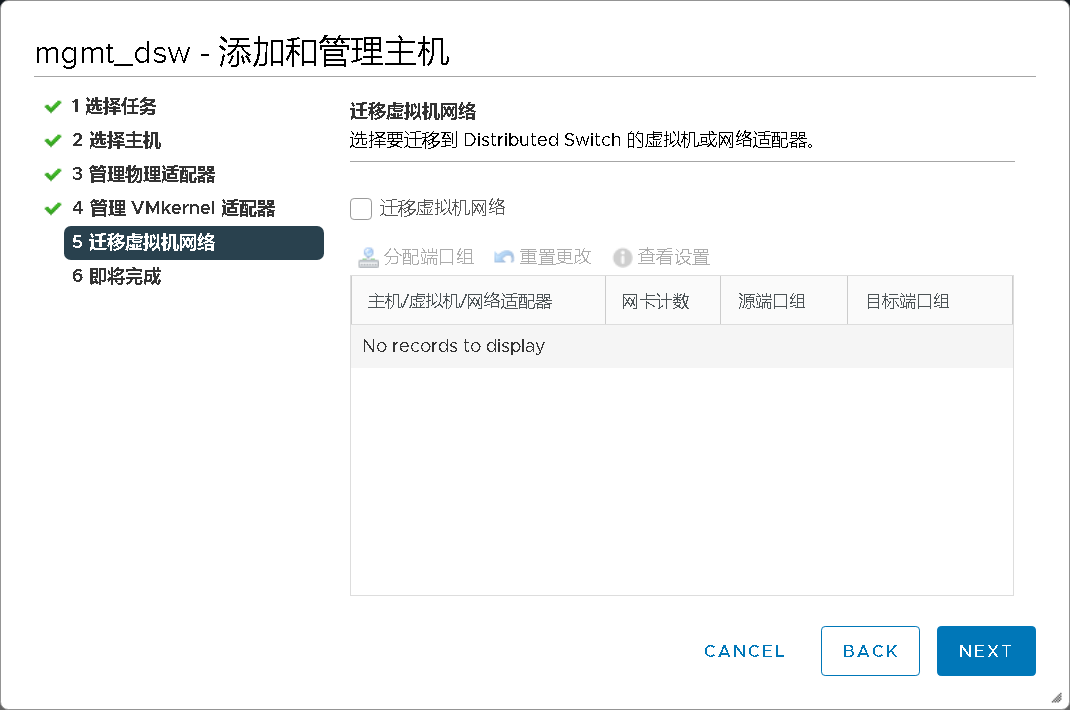 mgmt_dsw - 添加和管理主机
1 选择任务
2 选择主机
3 管理物理适配器
4 管理 VMkernel 适配器
5 迁移虚拟机网络
6 即将完成
迁移虚拟机网络
选择要迁移到 Distributed Switch 的虚拟机或网络适配器。
迁移虚拟机网络
分配端口组 重置更改 查看设置
主机/虚拟机/网络适配器 网卡计数 源端口组 目标端口组
No records to display
CANCEL BACK NEXT